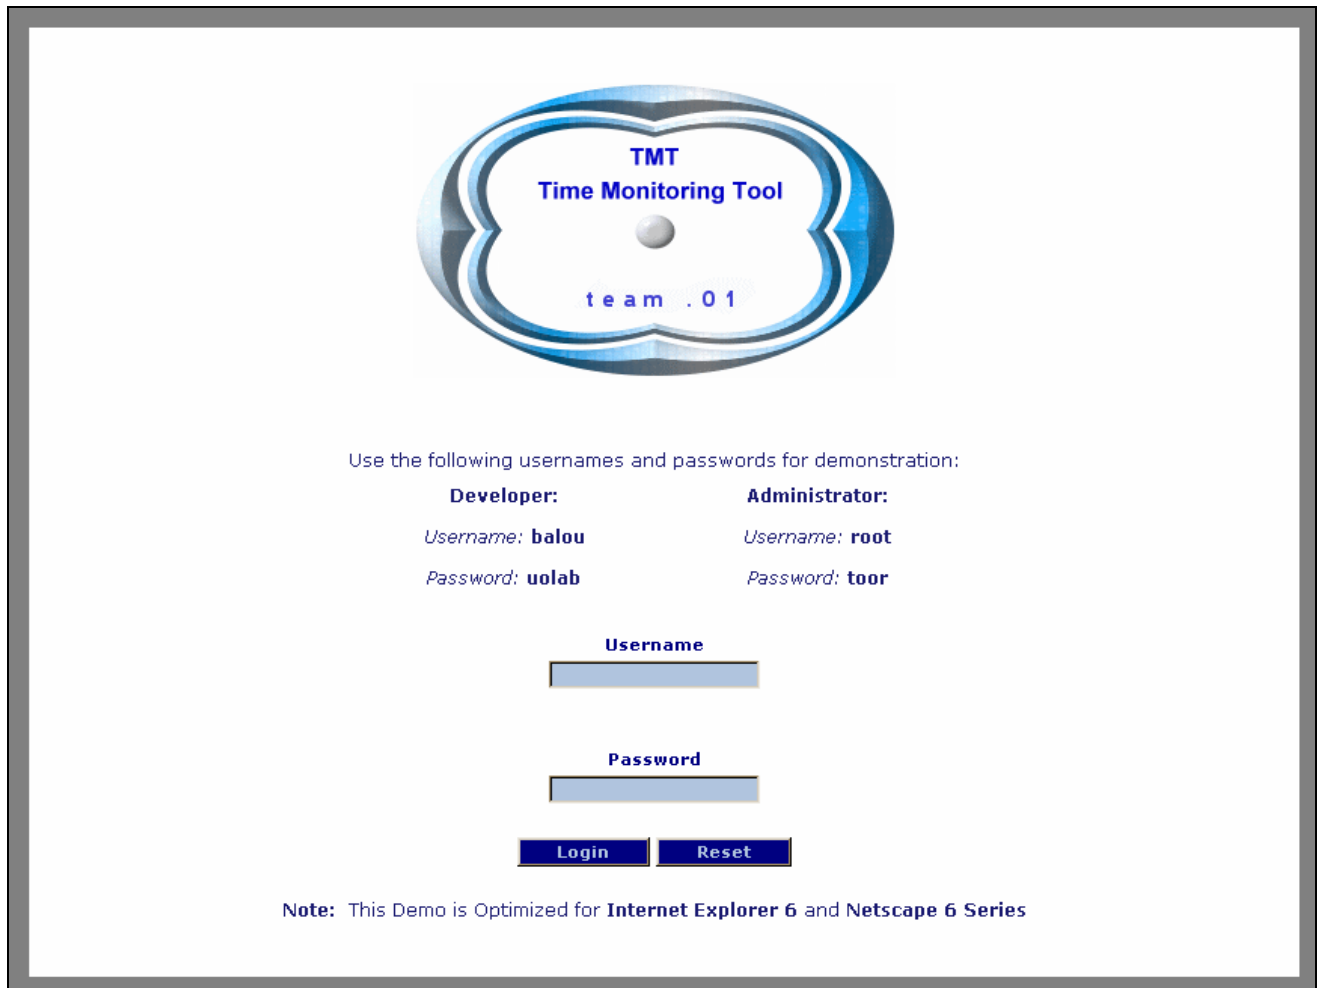 TMT
Time Monitoring Tool
team .01
Use the following usernames and passwords for demonstration:
Developer: Administrator:
Username: balou Username: root
Password: uolab Password: toor
Username
Password
Login Reset
Note: This Demo is Optimized for Internet Explorer 6 and Netscape 6 Series